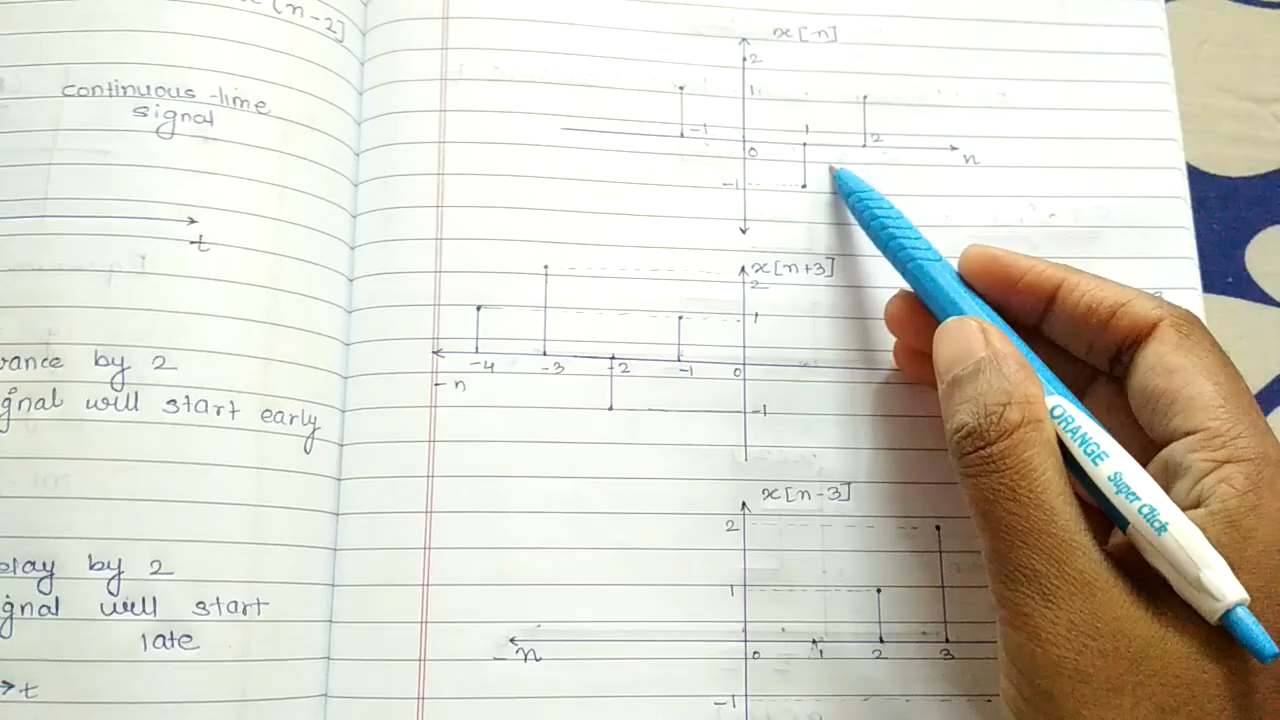 [n-2]
continuous-time
signal
t
vance by 2
gnal will start early
elay by 2
gnal will start
late
→t
x[n]
2
1
-1
1
2
0
n
-1
x[n+3]
2
1
-4
-3
-2
-1
0
-n
-1
x[n-3]
2
1
-n
0
1
2
3
-1
ORANGE Super Click